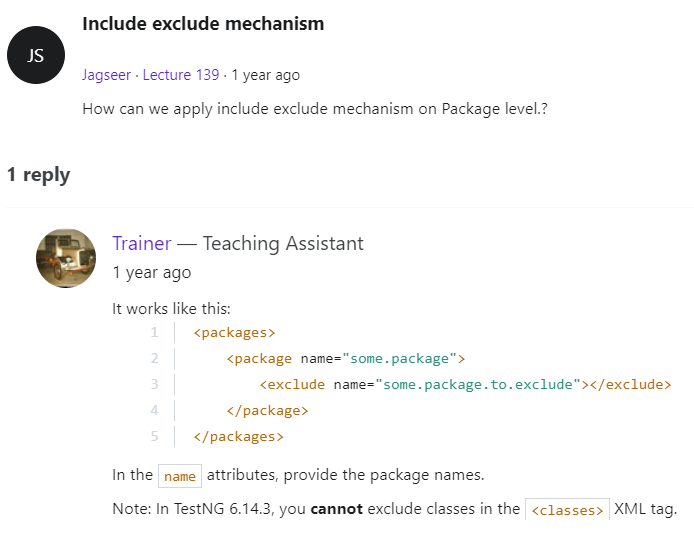 Include exclude mechanism
JS
Jagseer · Lecture 139 · 1 year ago
How can we apply include exclude mechanism on Package level.?
1 reply
Trainer — Teaching Assistant
1 year ago
It works like this:
1 <packages>
2 <package name="some.package">
3 <exclude name="some.package.to.exclude"></exclude>
4 </package>
5 </packages>
In the name attributes, provide the package names.
Note: In TestNG 6.14.3, you cannot exclude classes in the <classes> XML tag.